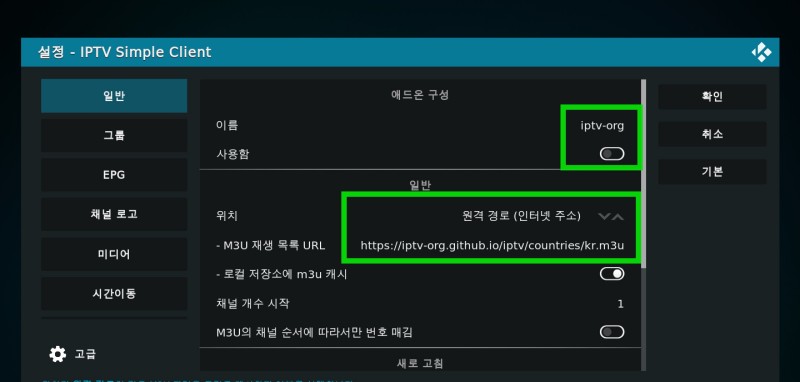 설정 - IPTV Simple Client
일반
그룹
EPG
채널 로고
미디어
시간이동
고급
애드온 구성
이름 iptv-org
사용함
일반
위치 원격 경로 (인터넷 주소)
- M3U 재생 목록 URL https://iptv-org.github.io/iptv/countries/kr.m3u
- 로컬 저장소에 m3u 캐시
채널 개수 시작 1
M3U의 채널 순서에 따라서만 번호 매김
새로 고침
확인
취소
기본